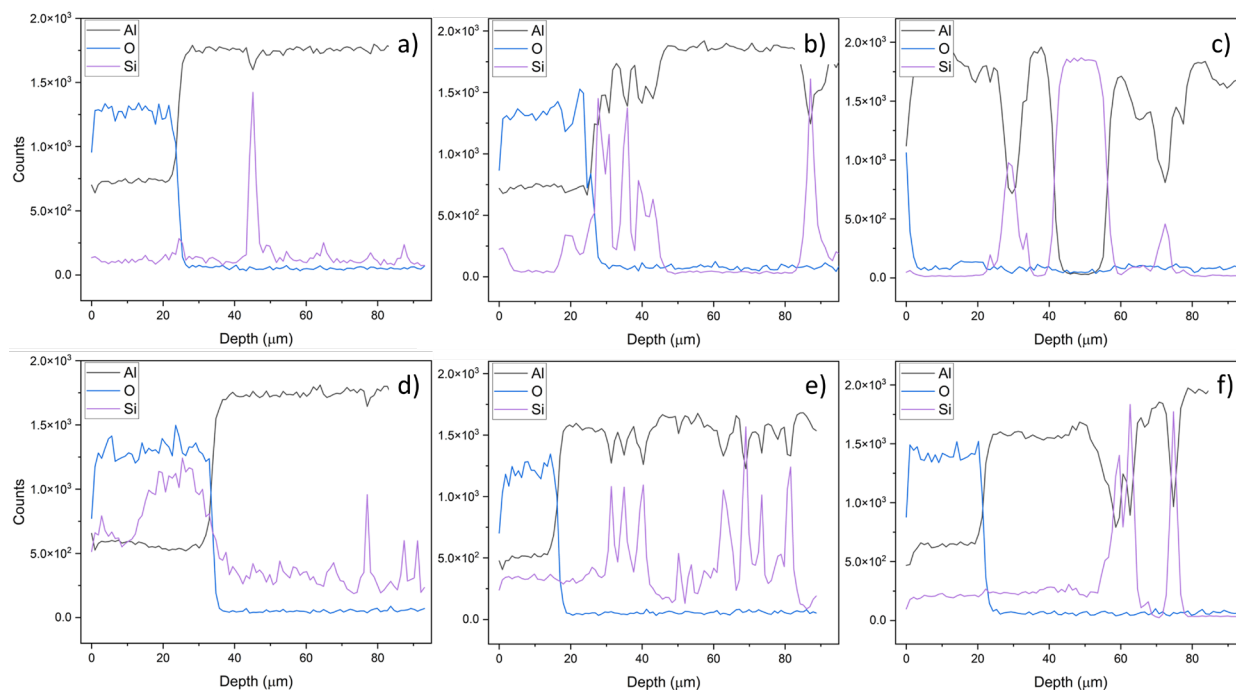 a)
Al
O
Si
2.0×10³
1.5×10³
1.0×10³
5.0×10²
0.0
Counts
0 20 40 60 80
Depth (μm)
b)
Al
O
Si
2.0×10³
1.5×10³
1.0×10³
5.0×10²
0.0
0 20 40 60 80
Depth (μm)
c)
Al
O
Si
2.0×10³
1.5×10³
1.0×10³
5.0×10²
0.0
0 20 40 60 80
Depth (μm)
d)
Al
O
Si
2.0×10³
1.5×10³
1.0×10³
5.0×10²
0.0
Counts
0 20 40 60 80
Depth (μm)
e)
Al
O
Si
2.0×10³
1.5×10³
1.0×10³
5.0×10²
0.0
0 20 40 60 80
Depth (μm)
f)
Al
O
Si
2.0×10³
1.5×10³
1.0×10³
5.0×10²
0.0
0 20 40 60 80
Depth (μm)